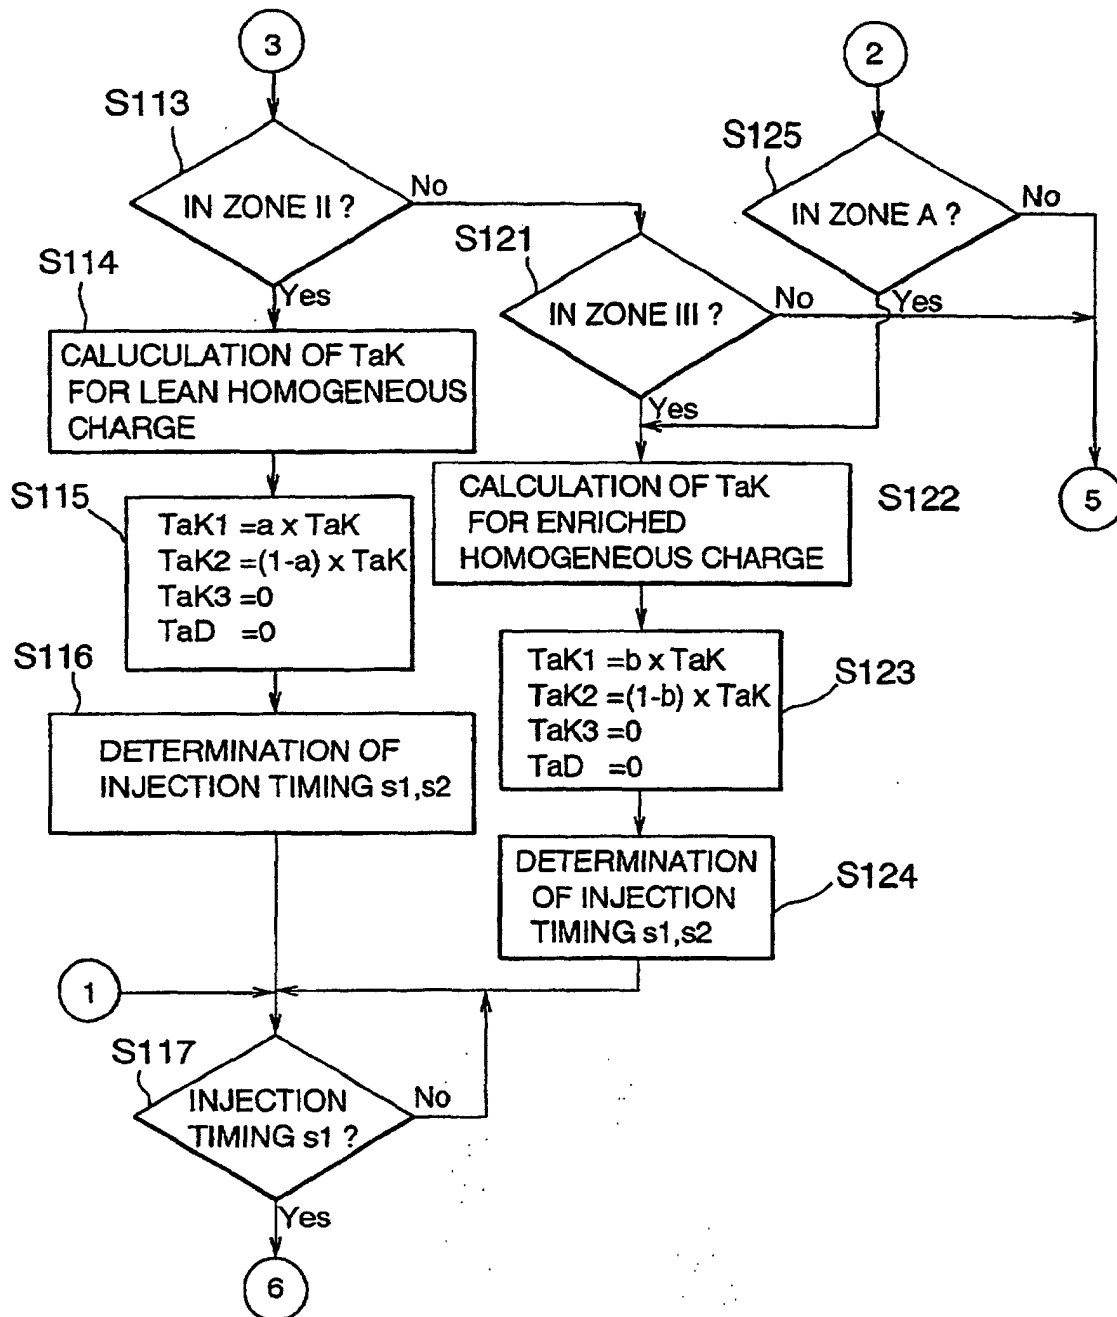 3
2
S113
S125
IN ZONE II ?
No
IN ZONE A ?
No
S121
S114
Yes
IN ZONE III ?
No
Yes
CALUCULATION OF TaK
FOR LEAN HOMOGENEOUS
CHARGE
Yes
S115
CALCULATION OF TaK
FOR ENRICHED
HOMOGENEOUS CHARGE
S122
5
TaK1 =a x TaK
TaK2 =(1-a) x TaK
TaK3 =0
TaD =0
S116
TaK1 =b x TaK
TaK2 =(1-b) x TaK
TaK3 =0
TaD =0
S123
DETERMINATION OF
INJECTION TIMING s1,s2
DETERMINATION
OF INJECTION
TIMING s1,s2
S124
1
S117
INJECTION
TIMING s1 ?
No
Yes
6